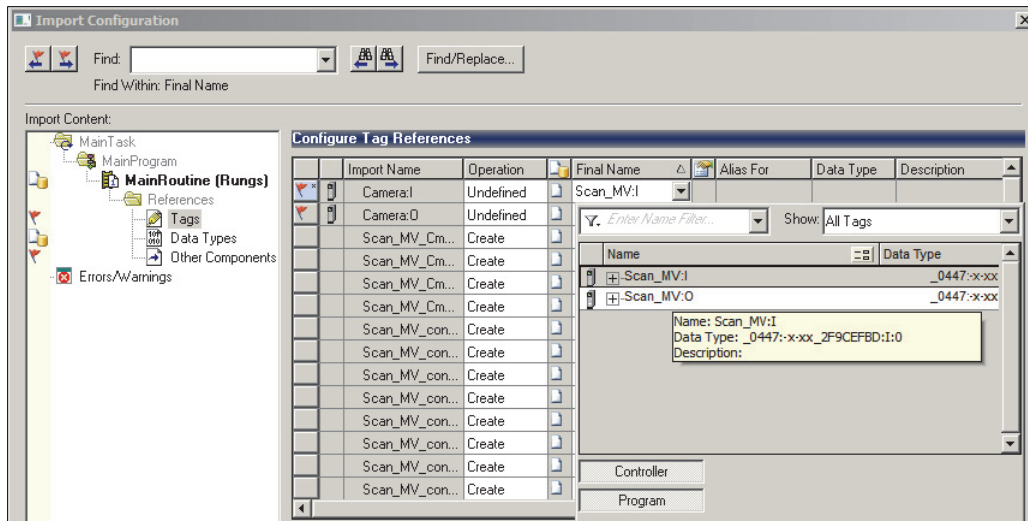 Import Configuration
Find:
Find/Replace...
Find Within: Final Name
Import Content:
MainTask
MainProgram
MainRoutine (Rungs)
References
Tags
Data Types
Other Components
Errors/Warnings
Configure Tag References
Import Name Operation Final Name Alias For Data Type Description
Camera:I Undefined Scan_MV:I
Camera:O Undefined
Scan_MV_Cm... Create
Scan_MV_Cm... Create
Scan_MV_Cm... Create
Scan_MV_Cm... Create
Scan_MV_con... Create
Scan_MV_con... Create
Scan_MV_con... Create
Scan_MV_con... Create
Scan_MV_con... Create
Scan_MV_con... Create
Scan_MV_con... Create
Scan_MV_con... Create
Enter Name Filter... Show: All Tags
Name Data Type
Scan_MV:I _0447:-x-xx
Scan_MV:O _0447:-x-xx
Name: Scan_MV:I
Data Type: _0447:-x-xx_2F9CEFBD:I:0
Description:
Controller
Program